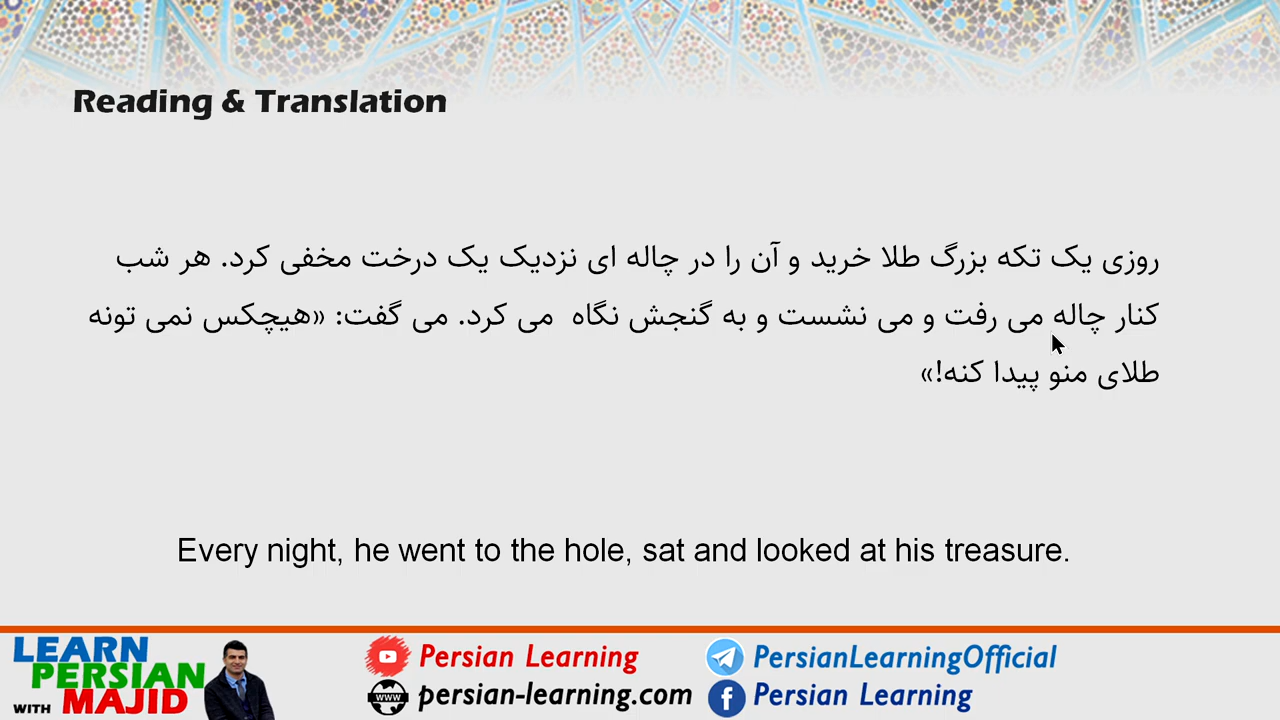 Reading & Translation
روزی یک تکه بزرگ طلا خرید و آن را در چاله ای نزدیک یک درخت مخفی کرد. هر شب
کنار چاله می رفت و می نشست و به گنجش نگاه می کرد. می گفت: «هیچکس نمی تونه
طلای منو پیدا کنه!»
Every night, he went to the hole, sat and looked at his treasure.
LEARN
PERSIAN
WITH MAJID
Persian Learning
PersianLearningOfficial
WWW
persian-learning.com
Persian Learning